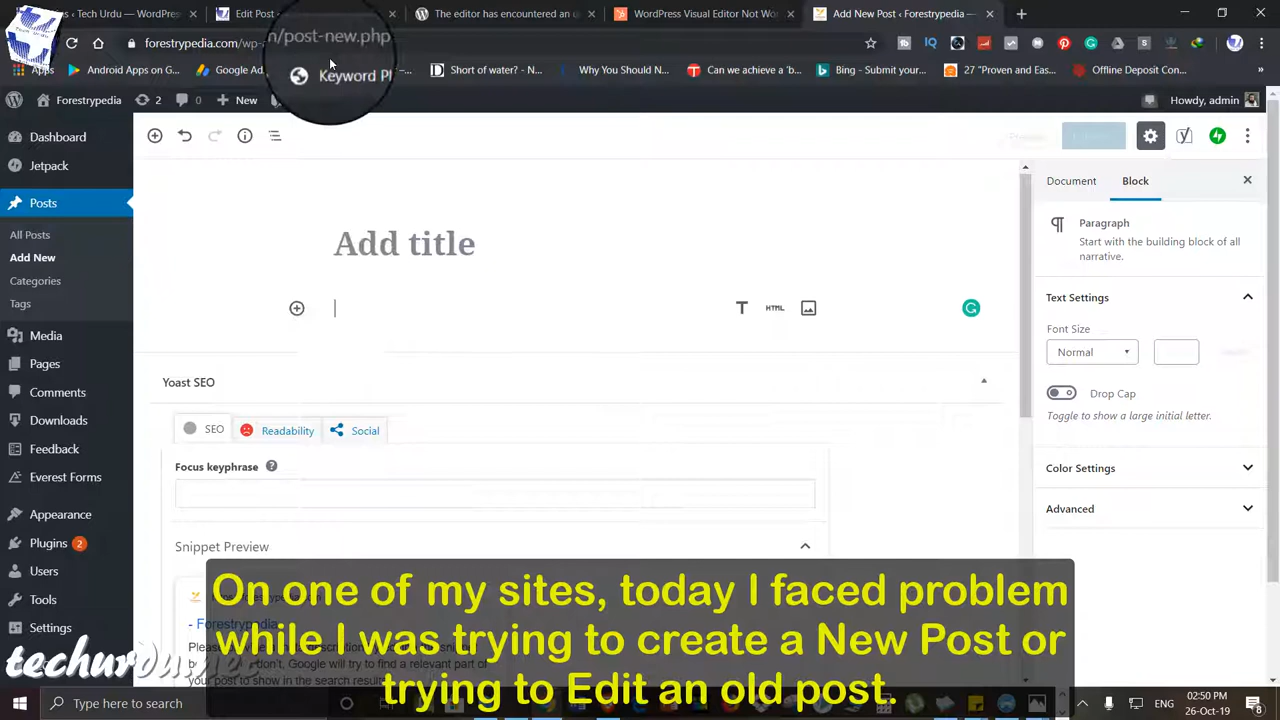 s ‹ Tech Urdu — WordPress
Edit Post ‹
The editor has encountered an u
WordPress Visual Editor Not Wo
Add New Post ‹ Forestrypedia —
forestrypedia.com/wp-
n/post-new.php
Apps
Android Apps on G...
Google Ad
Keyword Pl
Short of water? - N...
Why You Should N...
Can we achieve a 'b...
Bing - Submit your...
27 "Proven and Eas...
Offline Deposit Con...
Forestrypedia
2
0
New
Howdy, admin
Dashboard
Jetpack
Posts
All Posts
Add New
Categories
Tags
Media
Pages
Comments
Downloads
Feedback
Everest Forms
Appearance
Plugins 2
Users
Tools
Settings
Add title
HTML
Yoast SEO
SEO
Readability
Social
Focus keyphrase
Snippet Preview
- Forestrypedia
your post to show in the search result
Document
Block
Paragraph
Start with the building block of all
narrative.
Text Settings
Font Size
Normal
Drop Cap
Toggle to show a large initial letter.
Color Settings
Advanced
On one of my sites, today I faced problem
while I was trying to create a New Post or
trying to Edit an old post.
techurdu.net
Type here to search
02:50 PM
26-Oct-19